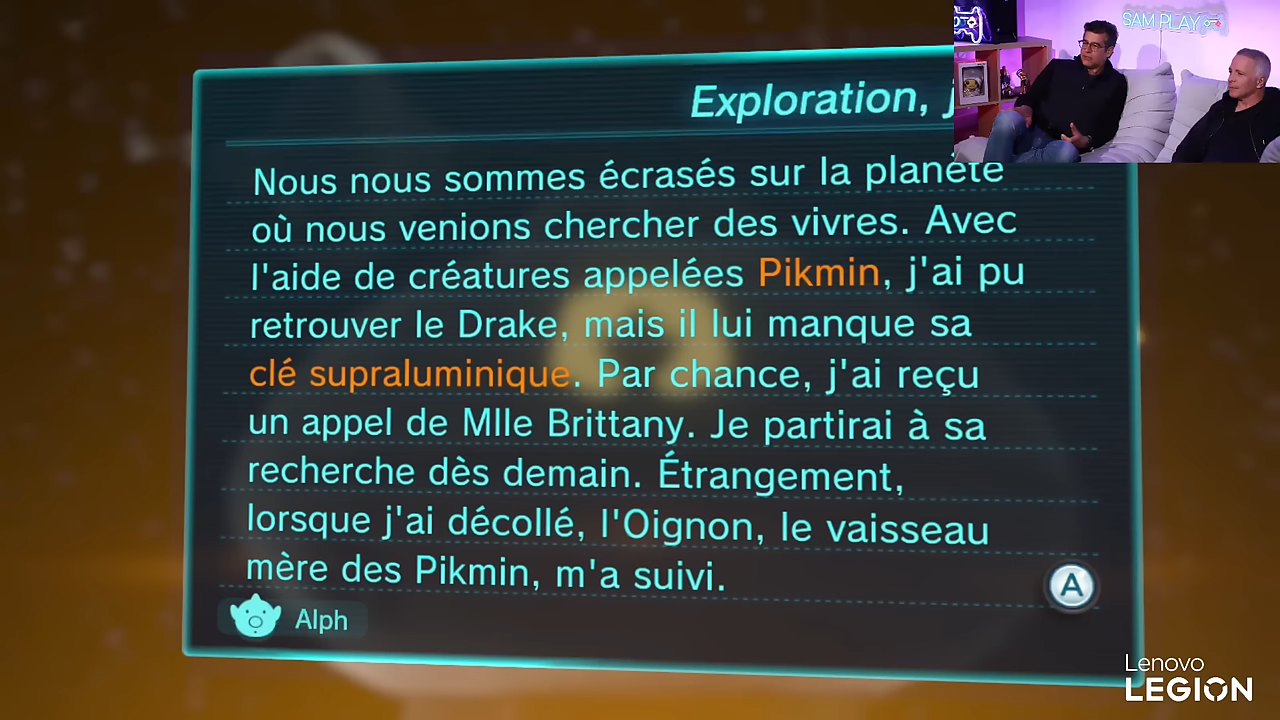 SAM PLAY
Exploration,
Nous nous sommes écrasés sur la planète
où nous venions chercher des vivres. Avec
l'aide de créatures appelées Pikmin, j'ai pu
retrouver le Drake, mais il lui manque sa
clé supraluminique. Par chance, j'ai reçu
un appel de Mlle Brittany. Je partirai à sa
recherche dès demain. Étrangement,
lorsque j'ai décollé, l'Oignon, le vaisseau
mère des Pikmin, m'a suivi.
A
Alph
Lenovo
LEGION